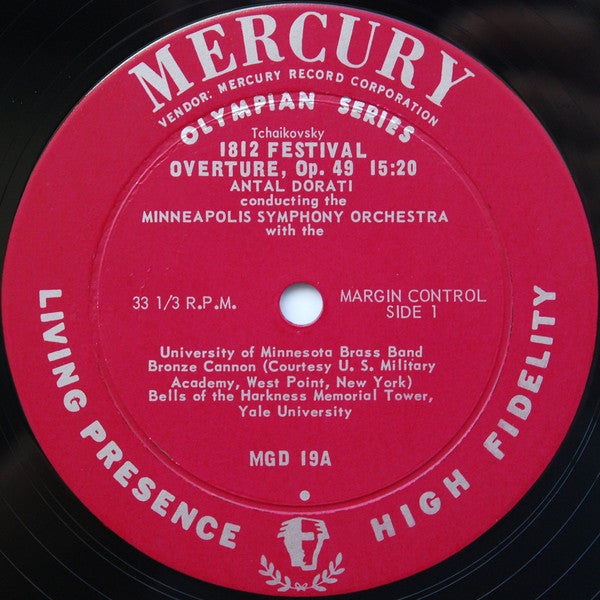 MERCURY
VENDOR: MERCURY RECORD CORPORATION
OLYMPIAN SERIES
Tchaikovsky
1812 FESTIVAL
OVERTURE, Op. 49 15:20
ANTAL DORATI
conducting the
MINNEAPOLIS SYMPHONY ORCHESTRA
with the
33 1/3 R.P.M.
MARGIN CONTROL
SIDE 1
University of Minnesota Brass Band
Bronze Cannon (Courtesy U. S. Military
Academy, West Point, New York)
Bells of the Harkness Memorial Tower,
Yale University
MGD 19A
LIVING PRESENCE
HIGH FIDELITY